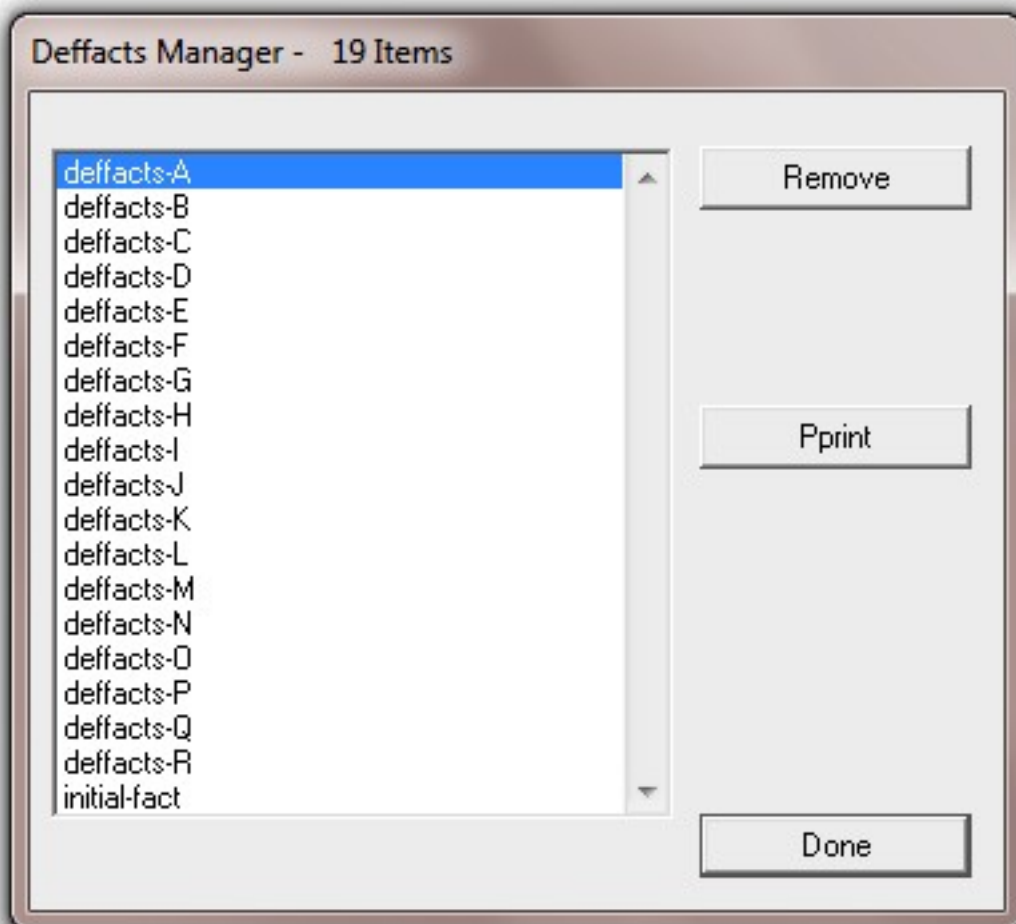 Deffacts Manager - 19 Items
deffacts-A
deffacts-B
deffacts-C
deffacts-D
deffacts-E
deffacts-F
deffacts-G
deffacts-H
deffacts-I
deffacts-J
deffacts-K
deffacts-L
deffacts-M
deffacts-N
deffacts-O
deffacts-P
deffacts-Q
deffacts-R
initial-fact
Remove
Pprint
Done